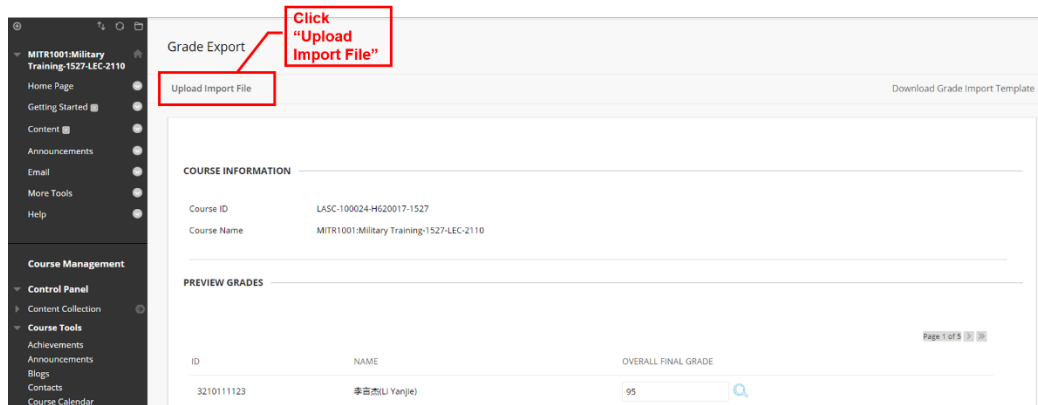 Click
“Upload
Import File”
MITR1001:Military
Training-1527-LEC-2110
Home Page
Getting Started
Content
Announcements
Email
More Tools
Help
Course Management
Control Panel
Content Collection
Course Tools
Achievements
Announcements
Blogs
Contacts
Course Calendar
Grade Export
Upload Import File
Download Grade Import Template
COURSE INFORMATION
Course ID LASC-100024-H620017-1527
Course Name MITR1001:Military Training-1527-LEC-2110
PREVIEW GRADES
Page 1 of 5
ID NAME OVERALL FINAL GRADE
3210111123 李言杰(Li YanJie) 95